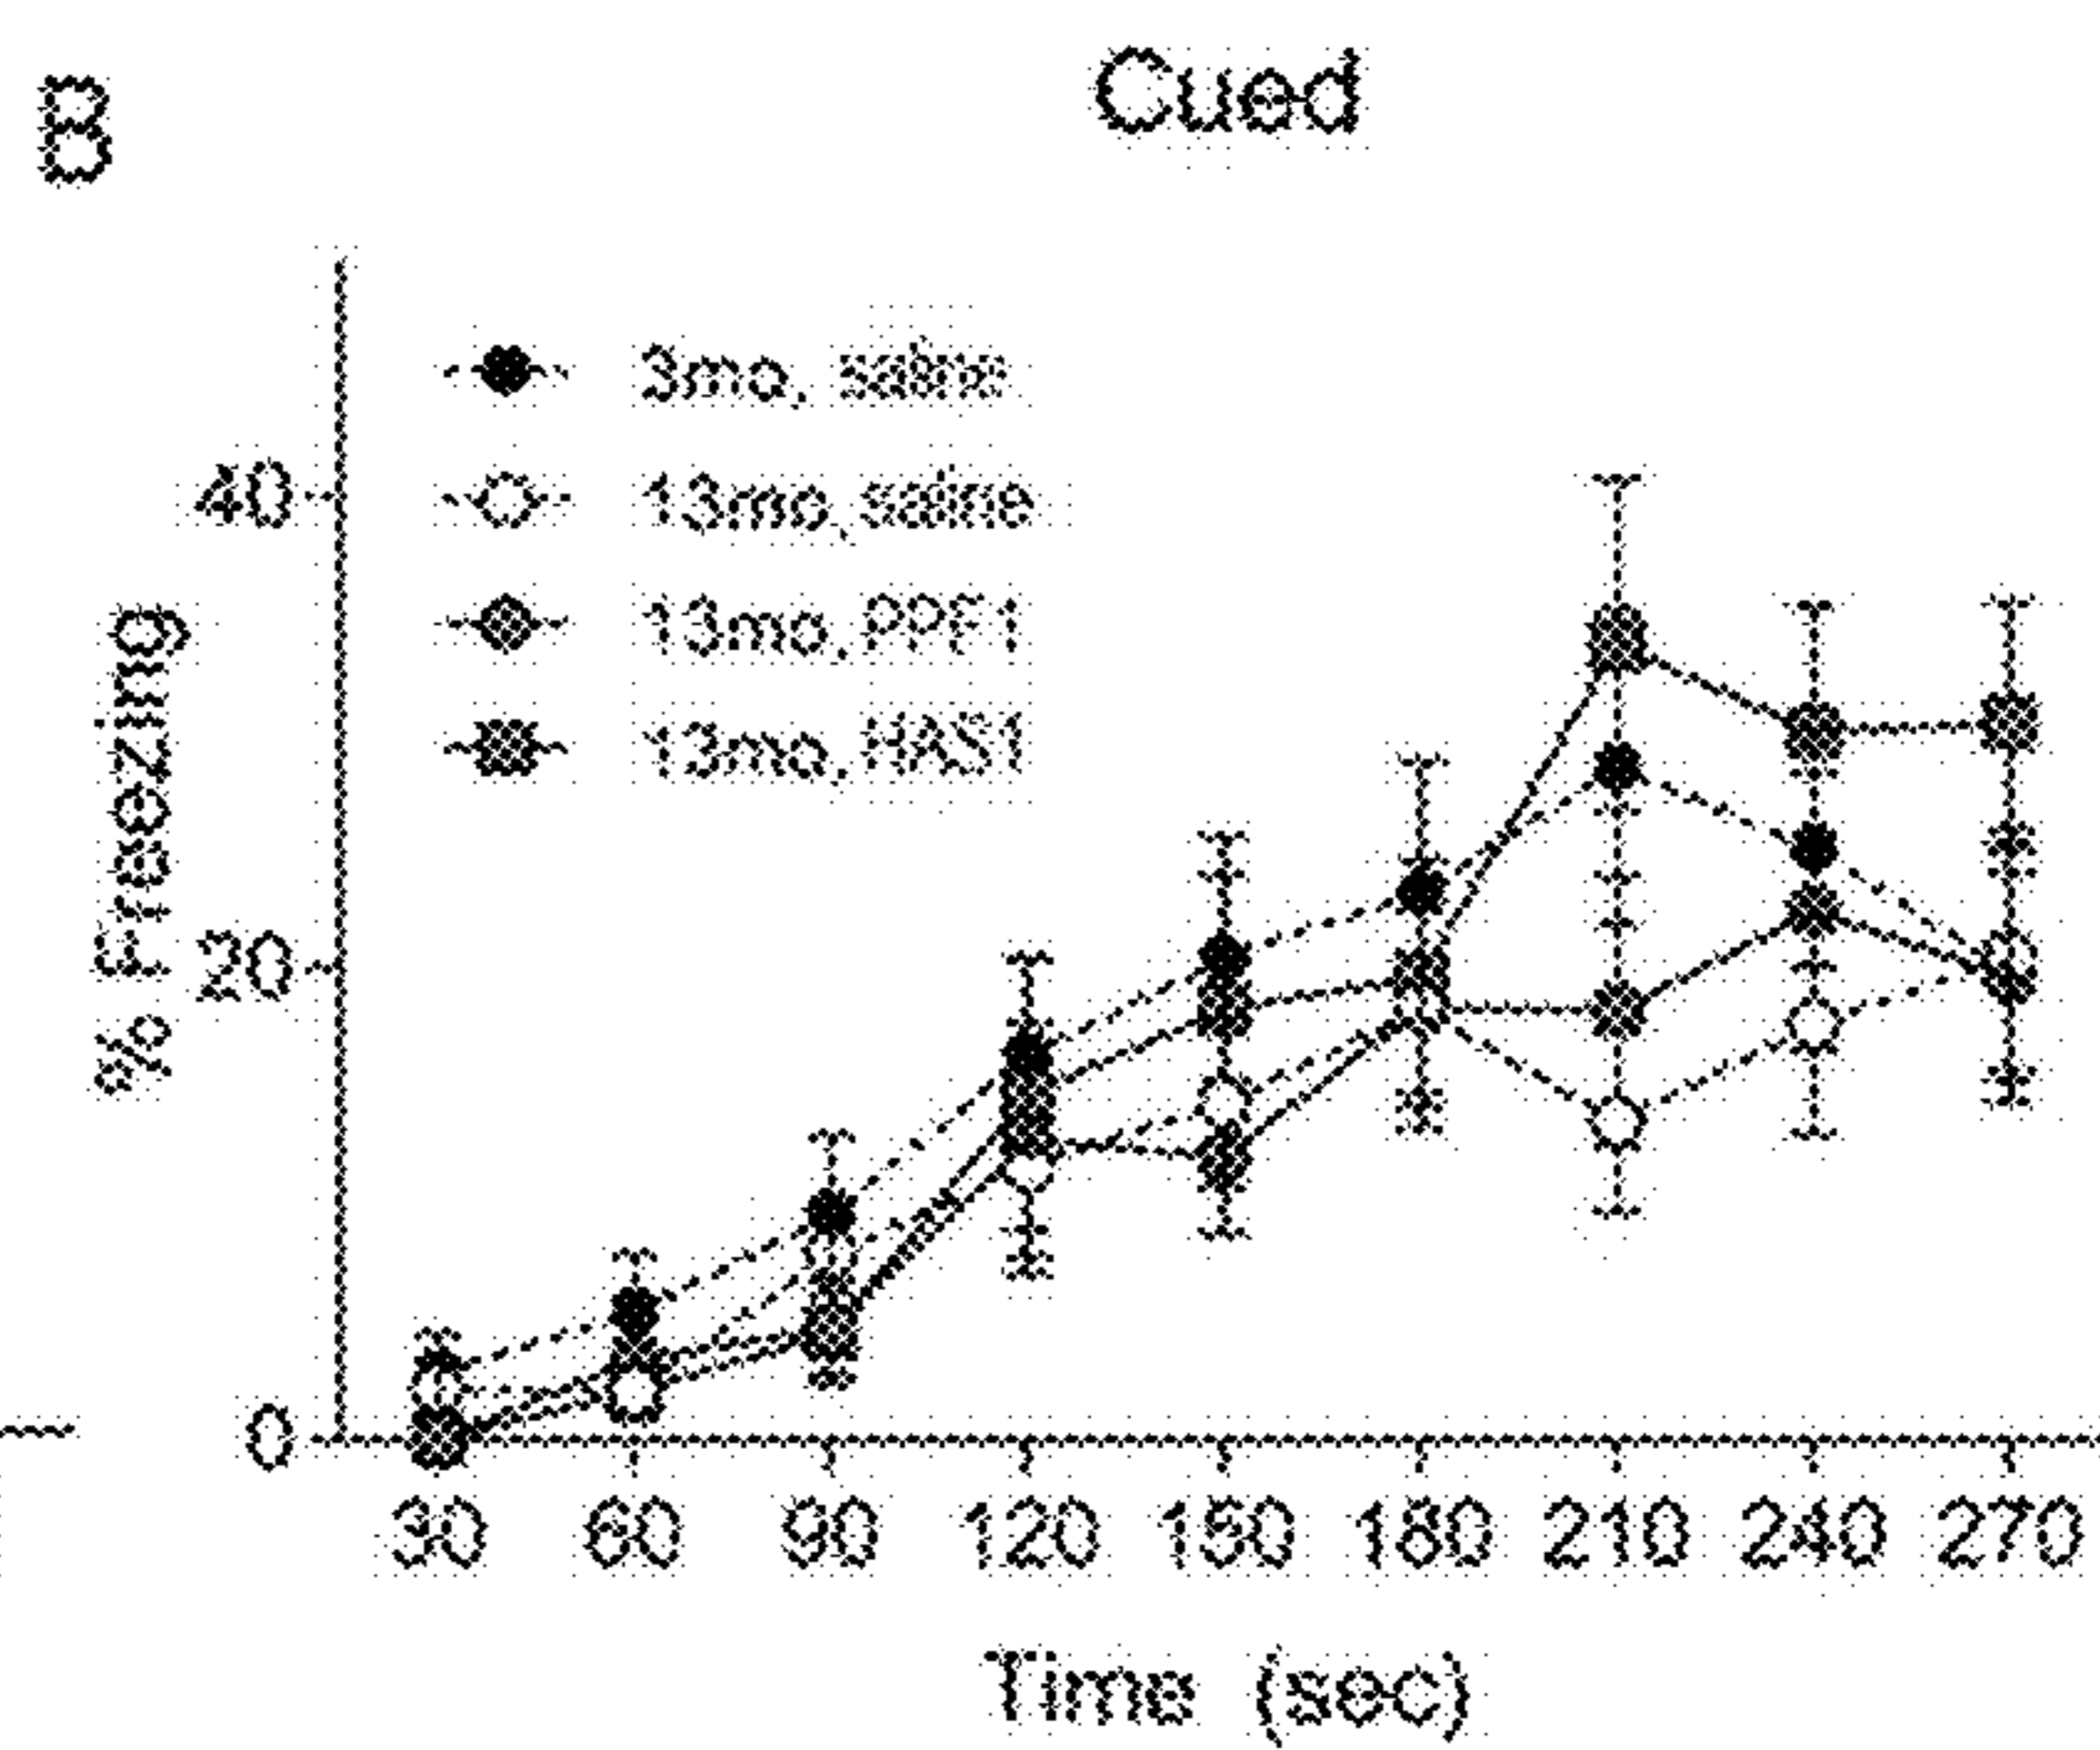 B
Cued
3mo. saline
13mo. saline
13mo. PPF1
13mo. HAS1
% Freezing
40
20
0
30 60 90 120 150 180 210 240 270
Time (sec)